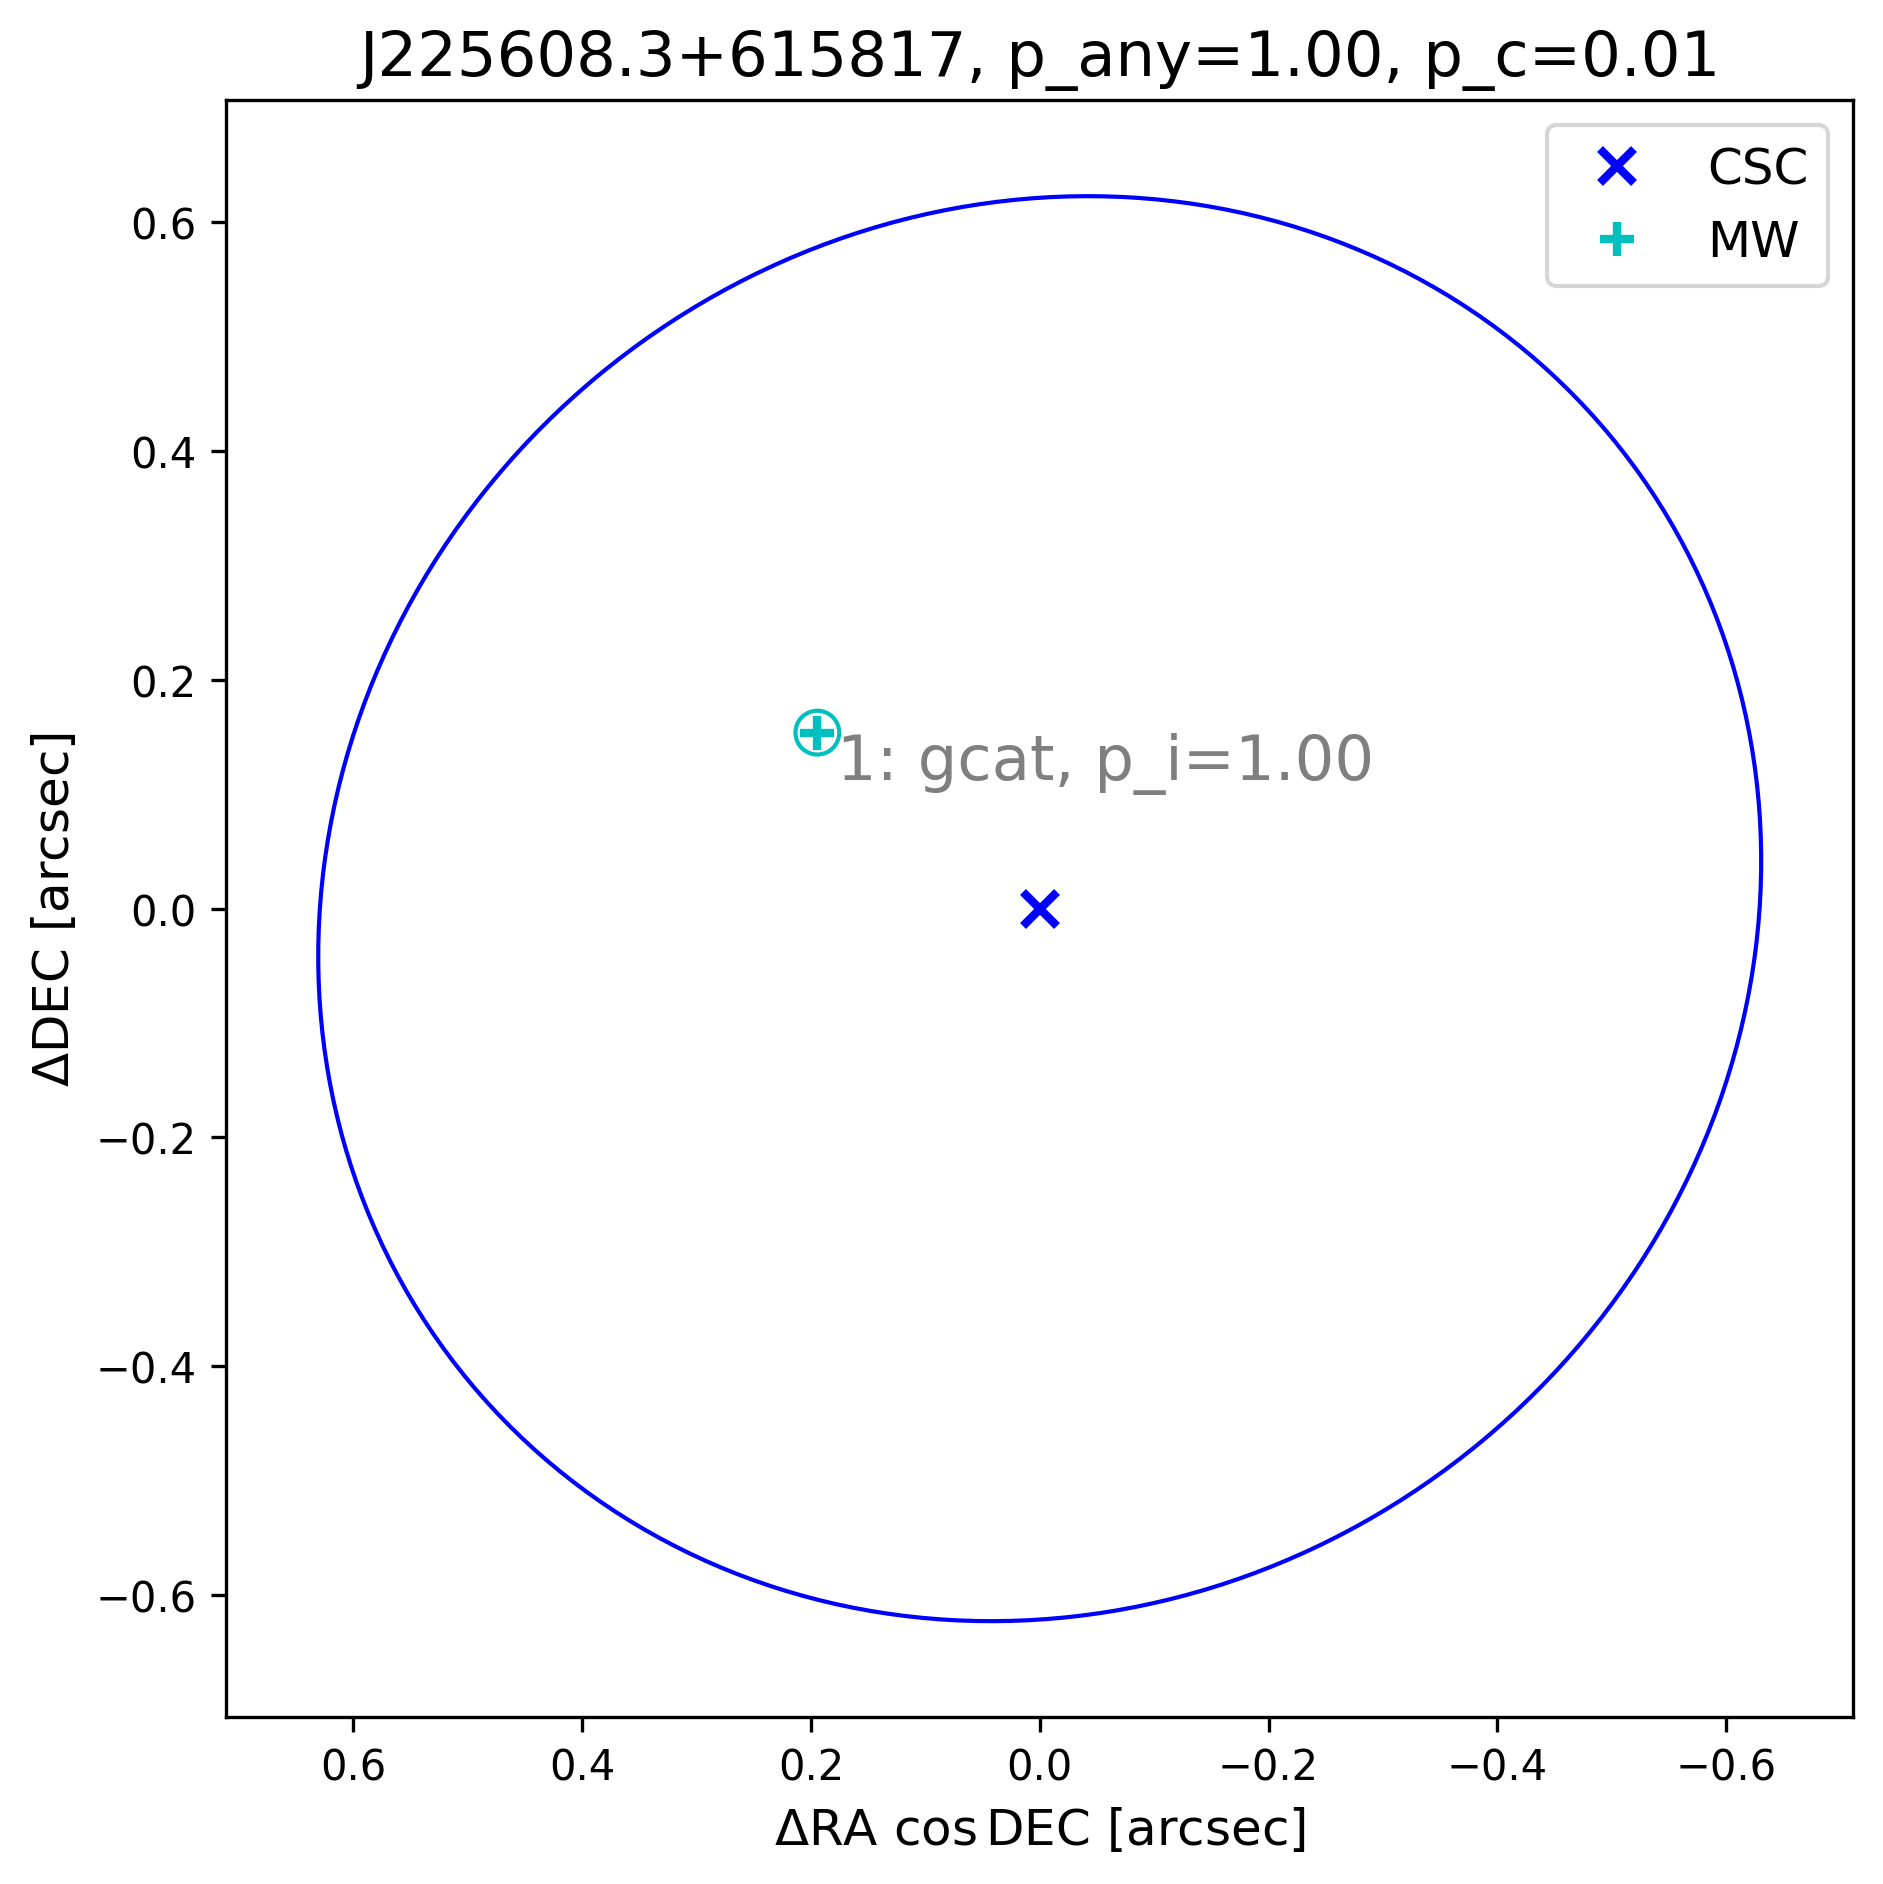 J225608.3+615817, p_any=1.00, p_c=0.01
CSC
MW
0.6
0.4
0.2
0.0
−0.2
−0.4
−0.6
ΔDEC [arcsec]
1: gcat, p_i=1.00
0.6
0.4
0.2
0.0
−0.2
−0.4
−0.6
ΔRA cos DEC [arcsec]